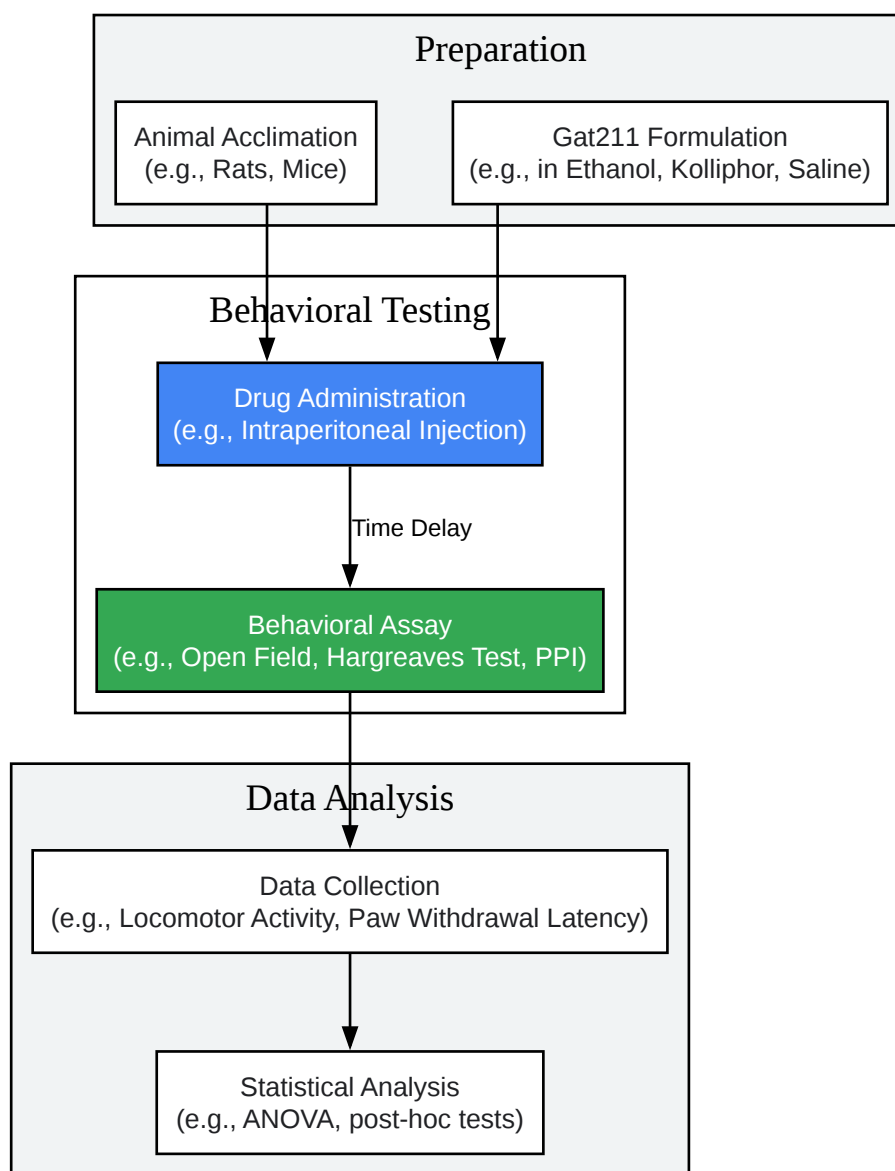 Preparation
Animal Acclimation
(e.g., Rats, Mice)
Gat211 Formulation
(e.g., in Ethanol, Kolliphor, Saline)
Behavioral Testing
Drug Administration
(e.g., Intraperitoneal Injection)
Time Delay
Behavioral Assay
(e.g., Open Field, Hargreaves Test, PPI)
Data Analysis
Data Collection
(e.g., Locomotor Activity, Paw Withdrawal Latency)
Statistical Analysis
(e.g., ANOVA, post-hoc tests)